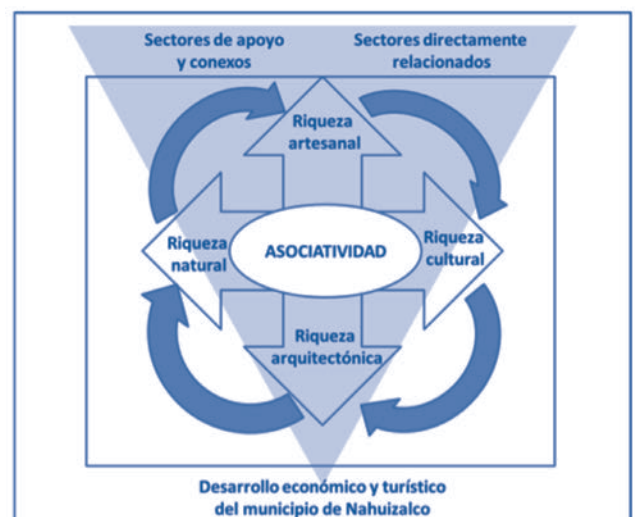 Sectores de apoyo
y conexos
Sectores directamente
relacionados
Riqueza
artesanal
Riqueza
natural
ASOCIATIVIDAD
Riqueza
cultural
Riqueza
arquitectónica
Desarrollo económico y turístico
del municipio de Nahuizalco